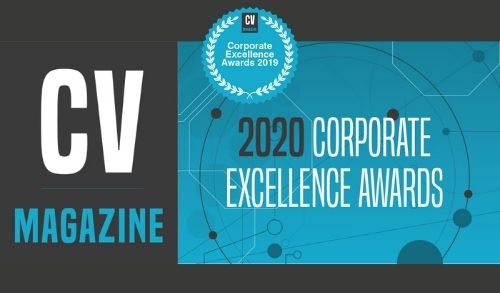 CV
MAGAZINE
CV
Corporate
Excellence
Awards 2019
2020 CORPORATE
EXCELLENCE AWARDS